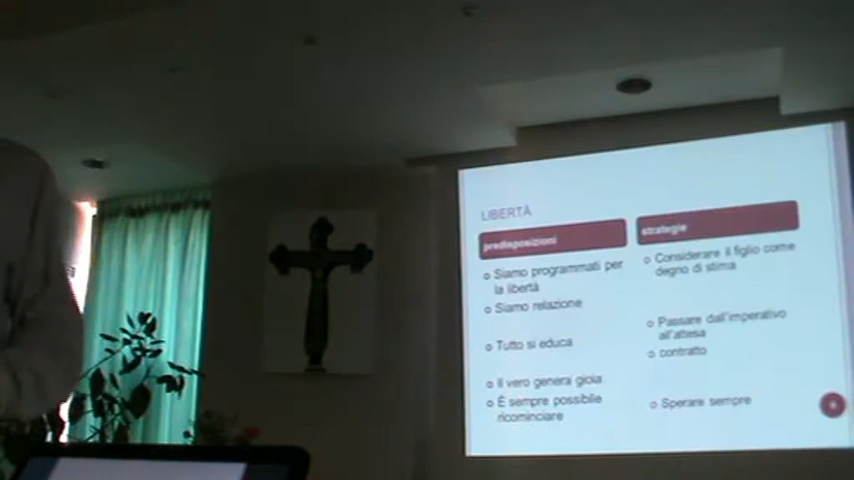 LIBERTÀ
predisposizioni
Siamo programmati per
la libertà
Siamo relazione
Tutto si educa
Il vero genera gioia
È sempre possibile
ricominciare
strategie
Considerare il figlio come
degno di stima
Passare dall'imperativo
all'attesa
contratto
Sperare sempre